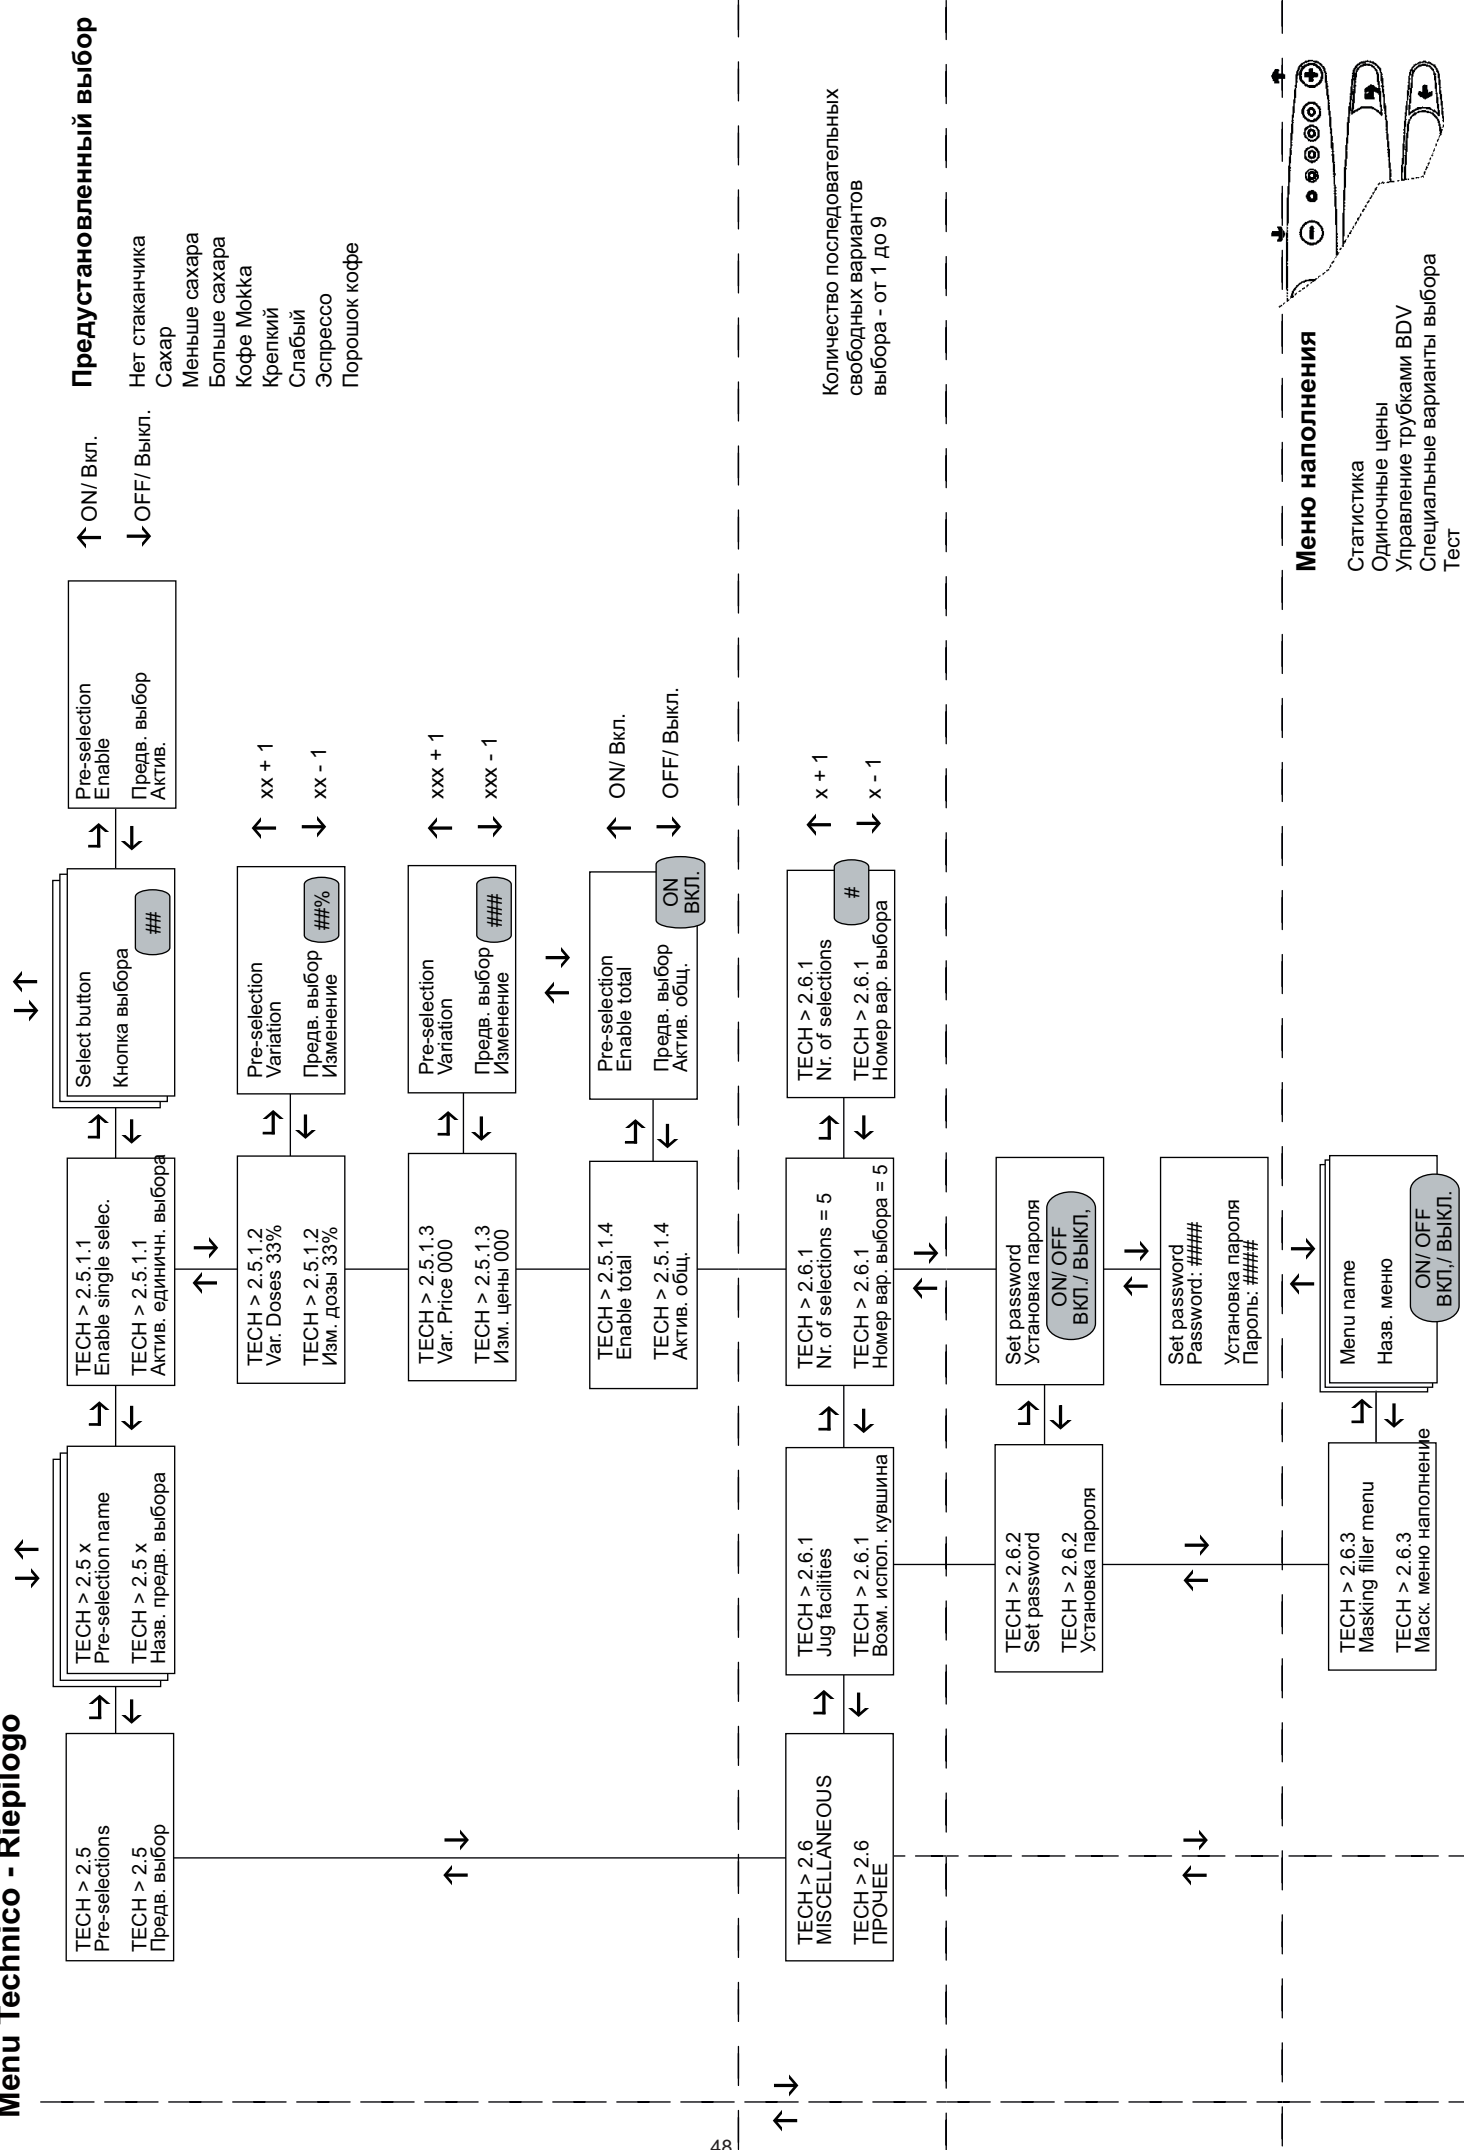 Menu Technico - Riepilogo
TECH > 2.5
Pre-selections
TECH > 2.5
Предв. выбор
TECH > 2.5 x
Pre-selection name
TECH > 2.5 x
Назв. предв. выбора
TECH > 2.5.1.1
Enable single selec.
TECH > 2.5.1.1
Актив. единичн. выбора
Select button
Кнопка выбора
##
Pre-selection
Enable
Предв. выбор
Актив.
ON/ Вкл.
OFF/ Выкл.
Предустановленный выбор
Нет стаканчика
Сахар
Меньше сахара
Больше сахара
Кофе Mokka
Крепкий
Слабый
Эспрессо
Порошок кофе
TECH > 2.5.1.2
Var. Doses 33%
TECH > 2.5.1.2
Изм. дозы 33%
Pre-selection
Variation
Предв. выбор
Изменение
##%
xx + 1
xx - 1
TECH > 2.5.1.3
Var. Price 000
TECH > 2.5.1.3
Изм. цены 000
Pre-selection
Variation
Предв. выбор
Изменение
###
xxx + 1
xxx - 1
TECH > 2.5.1.4
Enable total
TECH > 2.5.1.4
Актив. общ.
Pre-selection
Enable total
Предв. выбор
Актив. общ.
ON
ВКЛ.
ON/ Вкл.
OFF/ Выкл.
TECH > 2.6
MISCELLANEOUS
TECH > 2.6
ПРОЧЕЕ
TECH > 2.6.1
Jug facilities
TECH > 2.6.1
Возм. испол. кувшина
TECH > 2.6.1
Nr. of selections = 5
TECH > 2.6.1
Номер вар. выбора = 5
TECH > 2.6.1
Nr. of selections
TECH > 2.6.1
Номер вар. выбора
#
x + 1
x - 1
Количество последовательных
свободных вариантов
выбора - от 1 до 9
TECH > 2.6.2
Set password
TECH > 2.6.2
Установка пароля
Set password
Установка пароля
ON/ OFF
ВКЛ./ ВЫКЛ,
Set password
Password: ####
Установка пароля
Пароль: ####
TECH > 2.6.3
Masking filler menu
TECH > 2.6.3
Маск. меню наполнение
Menu name
Назв. меню
ON/ OFF
ВКЛ,/ ВЫКЛ.
Меню наполнения
Статистика
Одиночные цены
Управление трубками BDV
Специальные варианты выбора
Тест
48